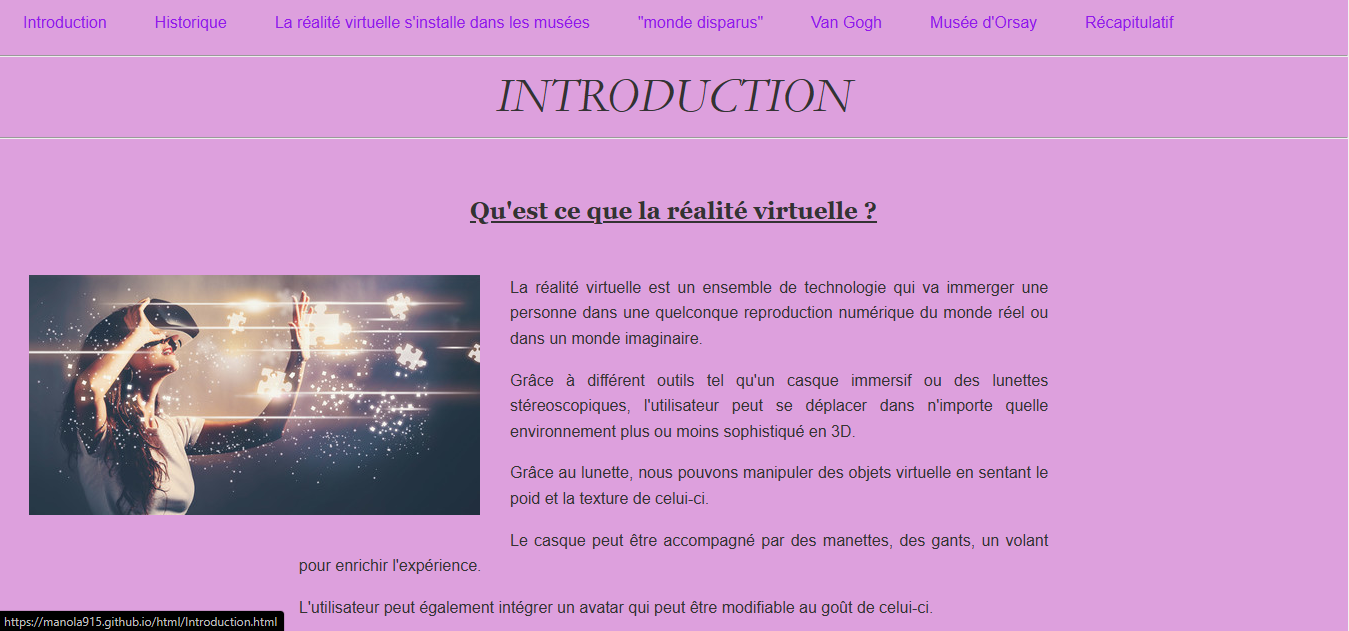 Introduction Historique La réalité virtuelle s'installe dans les musées "monde disparus" Van Gogh Musée d'Orsay Récapitulatif
INTRODUCTION
Qu'est ce que la réalité virtuelle ?
La réalité virtuelle est un ensemble de technologie qui va immerger une
personne dans une quelconque reproduction numérique du monde réel ou
dans un monde imaginaire.
Grâce à différent outils tel qu'un casque immersif ou des lunettes
stéreoscopiques, l'utilisateur peut se déplacer dans n'importe quelle
environnement plus ou moins sophistiqué en 3D.
Grâce au lunette, nous pouvons manipuler des objets virtuelle en sentant le
poid et la texture de celui-ci.
Le casque peut être accompagné par des manettes, des gants, un volant
pour enrichir l'expérience.
L'utilisateur peut également intégrer un avatar qui peut être modifiable au goût de celui-ci.
https://manola915.github.io/html/Introduction.html